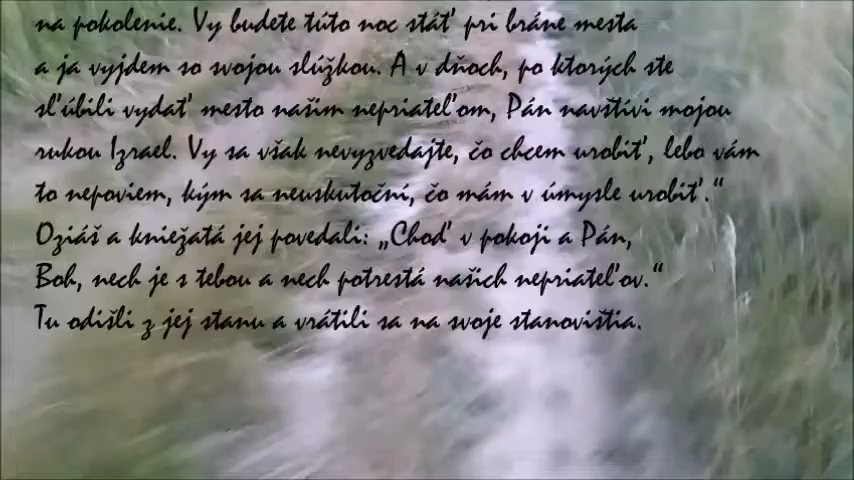 na pokolenie. Vy budete túto noc stáť pri bráne mesta
a ja vyjdem so svojou slúžkou. A v dňoch, po ktorých ste
sľúbili vydať mesto našim nepriateľom, Pán navštívi mojou
rukou Izrael. Vy sa však nevyzvedajte, čo chcem urobiť, lebo vám
to nepoviem, kým sa neuskutoční, čo mám v úmysle urobiť.“
Oziáš a kniežatá jej povedali: „Choď v pokoji a Pán,
Boh, nech je s tebou a nech potrestá našich nepriateľov.“
Tu odišli z jej stanu a vrátili sa na svoje stanovištia.